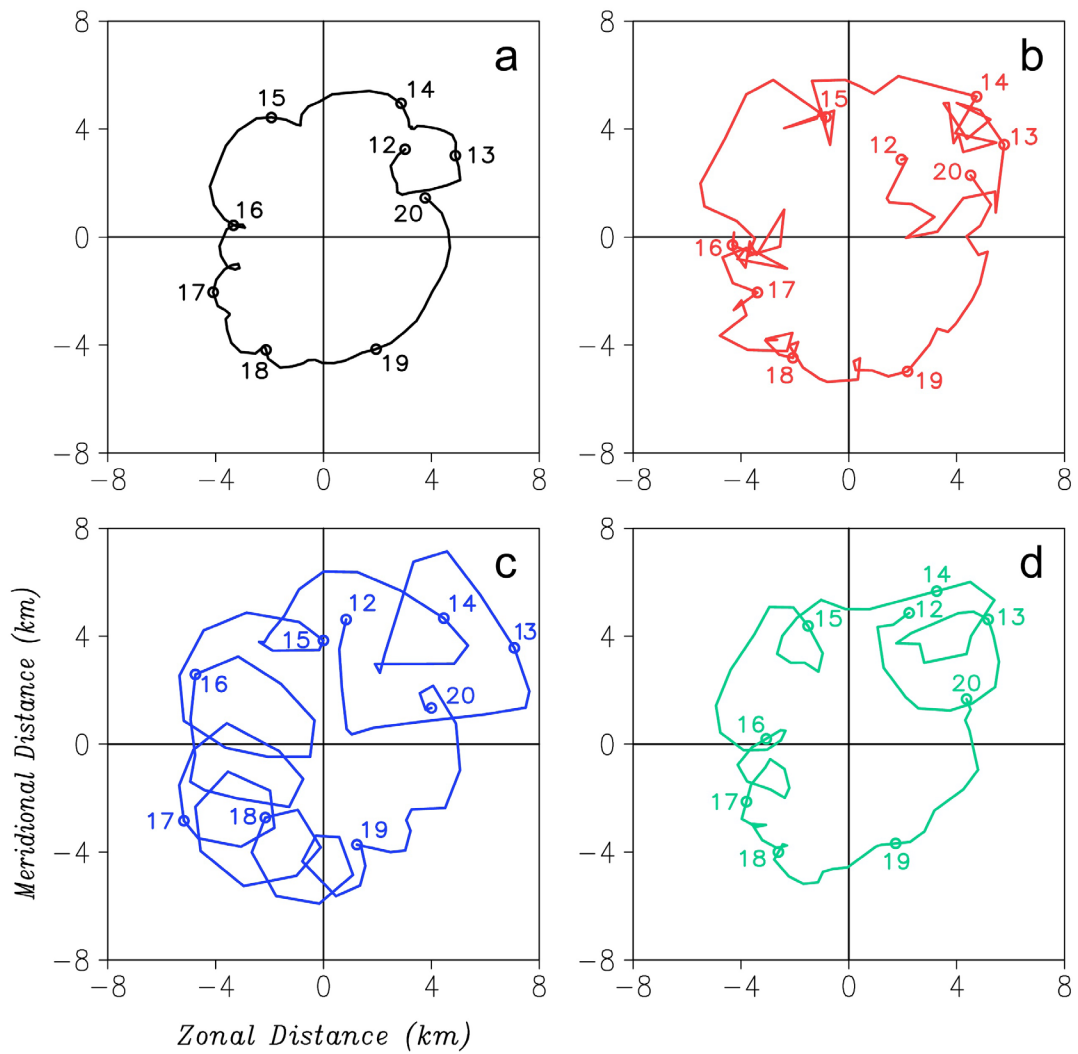 8 8
a b
14 14
15 15
4 12 13 4 12 13
20 20
16
0 0 16
17 17
−4 18 19 −4 18 19
−8 −8
−8 −4 0 4 8 −8 −4 0 4 8
8 8
c d
12 14 14 12 13
4 15 13 4 15
16 20 20
16
0 0
17 18 19 17
−4 −4 18 19
−8 −8
−8 −4 0 4 8 −8 −4 0 4 8
Meridional Distance (km)
Zonal Distance (km)